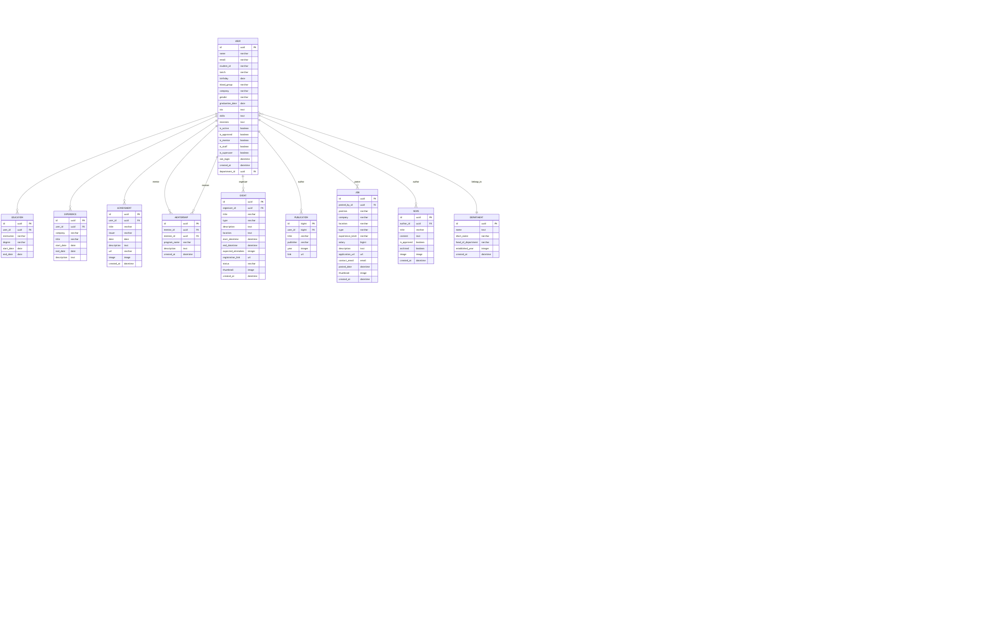 USER
id uuid PK
name varchar
email varchar
student_id varchar
batch varchar
birthday date
blood_group varchar
company varchar
gender varchar
graduation_date date
bio text
skills text
interests text
is_active boolean
is_approved boolean
is_mentor boolean
is_staff boolean
is_superuser boolean
last_login datetime
created_at datetime
department_id uuid FK
mentor
mentee
organizer
author
poster
author
belongs_to
EDUCATION
id uuid PK
user_id uuid FK
institution varchar
degree varchar
start_date date
end_date date
EXPERIENCE
id uuid PK
user_id uuid FK
company varchar
title varchar
start_date date
end_date date
description text
ACHIEVEMENT
id uuid PK
user_id uuid FK
title varchar
issuer varchar
date date
description text
url varchar
image image
created_at datetime
MENTORSHIP
id uuid PK
mentor_id uuid FK
mentee_id uuid FK
program_name varchar
description text
created_at datetime
EVENT
id uuid PK
organizer_id uuid FK
title varchar
type varchar
description text
location text
start_datetime datetime
end_datetime datetime
expected_attendees integer
registration_link url
status varchar
thumbnail image
created_at datetime
PUBLICATION
id bigint PK
user_id bigint FK
title varchar
publisher varchar
year integer
link url
JOB
id uuid PK
posted_by_id uuid FK
position varchar
company varchar
location varchar
type varchar
experience_level varchar
salary bigint
description text
application_url url
contact_email email
posted_date datetime
thumbnail image
created_at datetime
NEWS
id uuid PK
author_id uuid FK
title varchar
content text
is_approved boolean
archived boolean
image image
created_at datetime
DEPARTMENT
id uuid PK
name text
short_name varchar
head_of_department varchar
established_year integer
created_at datetime